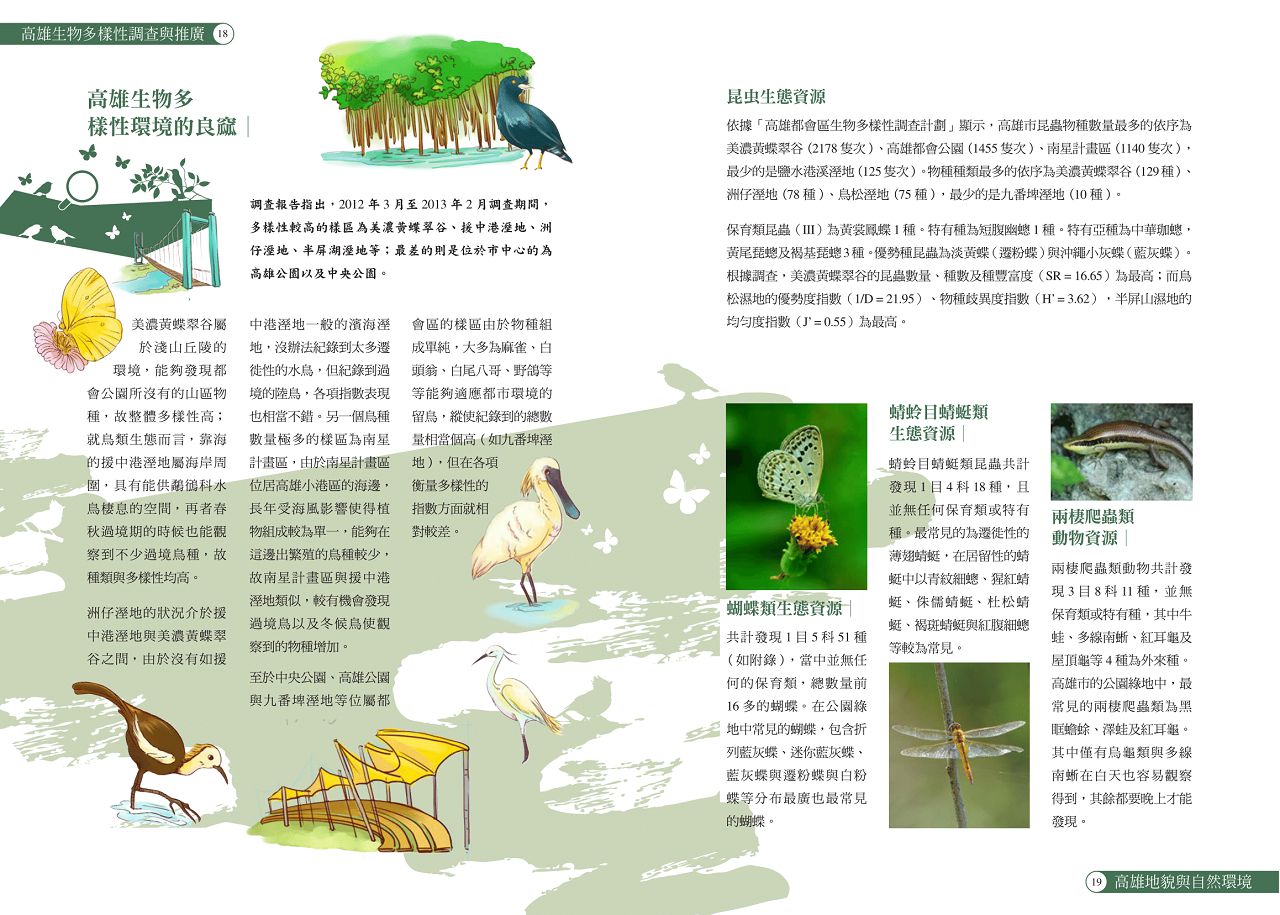 高雄生物多樣性調查與推廣 18
高雄生物多
樣性環境的良窳
調查報告指出，2012 年 3 月至 2013 年 2 月調查期間，
多樣性較高的樣區為美濃黃蝶翠谷、援中港溼地、洲
仔溼地、半屏湖溼地等；最差的則是位於市中心的為
高雄公園以及中央公園。
美濃黃蝶翠谷屬
於淺山丘陵的
環境，能夠發現都
會公園所沒有的山區物
種，故整體多樣性高；
就鳥類生態而言，靠海
的援中港溼地屬海岸周
圍，具有能供鷸鴴科水
鳥棲息的空間，再者春
秋過境期的時候也能觀
察到不少過境鳥種，故
種類與多樣性均高。
洲仔溼地的狀況介於援
中港溼地與美濃黃蝶翠
谷之間，由於沒有如援
中港溼地一般的濱海溼
地，沒辦法紀錄到太多遷
徙性的水鳥，但紀錄到過
境的陸鳥，各項指數表現
也相當不錯。另一個鳥種
數量極多的樣區為南星
計畫區，由於南星計畫區
位居高雄小港區的海邊，
長年受海風影響使得植
物組成較為單一，能夠在
這邊出繁殖的鳥種較少，
故南星計畫區與援中港
溼地類似，較有機會發現
過境鳥以及冬候鳥使觀
察到的物種增加。
至於中央公園、高雄公園
與九番埤溼地等位屬都
會區的樣區由於物種組
成單純，大多為麻雀、白
頭翁、白尾八哥、野鴿等
等能夠適應都市環境的
留鳥，縱使紀錄到的總數
量相當個高（如九番埤溼
地），但在各項
衡量多樣性的
指數方面就相
對較差。
昆虫生態資源
依據「高雄都會區生物多樣性調查計劃」顯示，高雄市昆蟲物種數量最多的依序為
美濃黃蝶翠谷（2178 隻次）、高雄都會公園（1455 隻次）、南星計畫區（1140 隻次），
最少的是鹽水港溪溼地（125 隻次）。物種種類最多的依序為美濃黃蝶翠谷（129 種）、
洲仔溼地（78 種）、鳥松溼地（75 種），最少的是九番埤溼地（10 種）。
保育類昆蟲（III）為黃裳鳳蝶 1 種。特有種為短腹幽蟌 1 種。特有亞種為中華珈蟌，
黃尾琵蟌及褐基琵蟌 3 種。優勢種昆蟲為淡黃蝶（遷粉蝶）與沖繩小灰蝶（藍灰蝶）。
根據調查，美濃黃蝶翠谷的昆蟲數量、種數及種豐富度（SR = 16.65）為最高；而鳥
松濕地的優勢度指數（1/D = 21.95）、物種歧異度指數（H’ = 3.62），半屏山濕地的
均勻度指數（J’ = 0.55）為最高。
蝴蝶類生態資源
共計發現 1 目 5 科 51 種
（如附錄），當中並無任
何的保育類，總數量前
16 多的蝴蝶。在公園綠
地中常見的蝴蝶，包含折
列藍灰蝶、迷你藍灰蝶、
藍灰蝶與遷粉蝶與白粉
蝶等分布最廣也最常見
的蝴蝶。
蜻蛉目蜻蜓類
生態資源
蜻蛉目蜻蜓類昆蟲共計
發現 1 目 4 科 18 種，且
並無任何保育類或特有
種。最常見的為遷徙性的
薄翅蜻蜓，在居留性的蜻
蜓中以青紋細蟌、猩紅蜻
蜓、侏儒蜻蜓、杜松蜻
蜓、褐斑蜻蜓與紅腹細蟌
等較為常見。
兩棲爬蟲類
動物資源
兩棲爬蟲類動物共計發
現 3 目 8 科 11 種，並無
保育類或特有種，其中牛
蛙、多線南蜥、紅耳龜及
屋頂龜等 4 種為外來種。
高雄市的公園綠地中，最
常見的兩棲爬蟲類為黑
眶蟾蜍、澤蛙及紅耳龜。
其中僅有烏龜類與多線
南蜥在白天也容易觀察
得到，其餘都要晚上才能
發現。
19 高雄地貌與自然環境